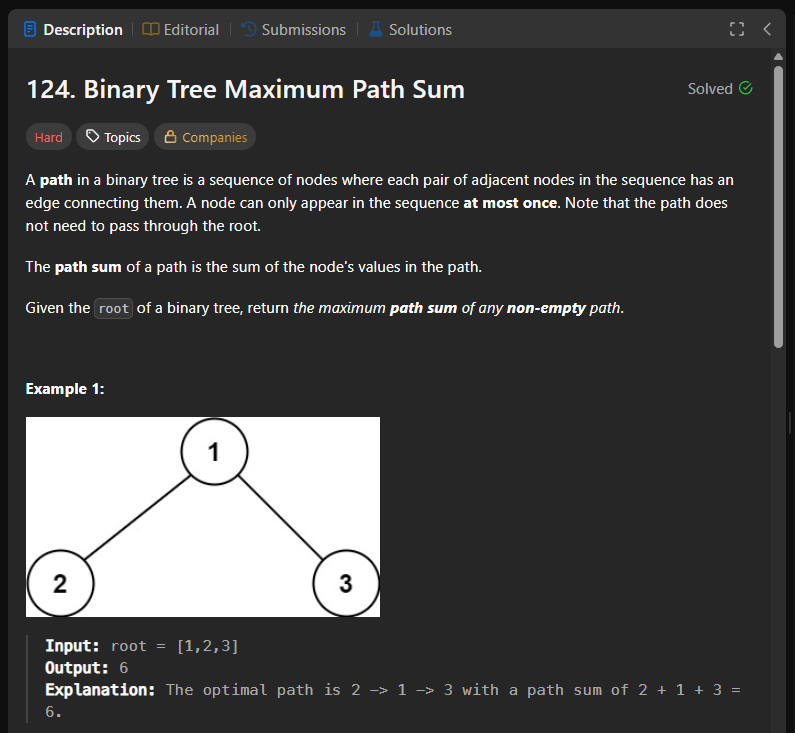 Description Editorial Submissions Solutions
124. Binary Tree Maximum Path Sum
Solved
Hard Topics Companies
A path in a binary tree is a sequence of nodes where each pair of adjacent nodes in the sequence has an
edge connecting them. A node can only appear in the sequence at most once. Note that the path does
not need to pass through the root.
The path sum of a path is the sum of the node's values in the path.
Given the root of a binary tree, return the maximum path sum of any non-empty path.
Example 1:
1
2 3
Input: root = [1,2,3]
Output: 6
Explanation: The optimal path is 2 -> 1 -> 3 with a path sum of 2 + 1 + 3 =
6.